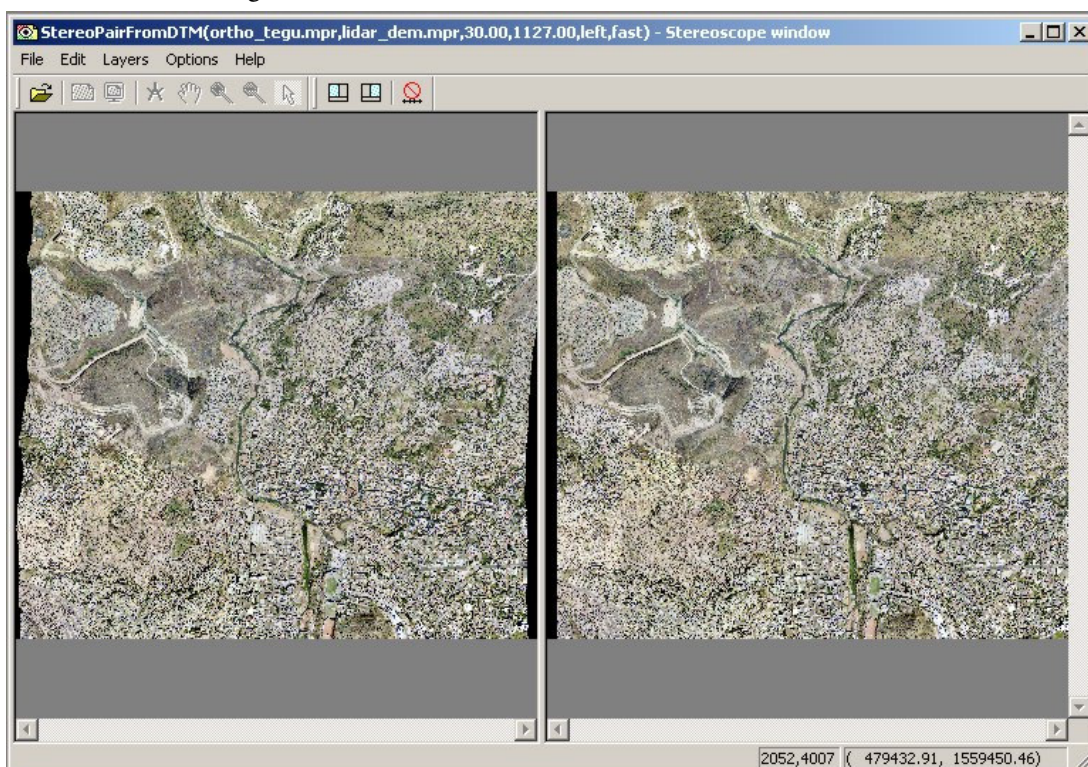 StereoPairFromDTM(ortho_tegu.mpr,lidar_dem.mpr,30.00,1127.00,left,fast) - Stereoscope window
File Edit Layers Options Help
2052,4007 ( 479432.91, 1559450.46)